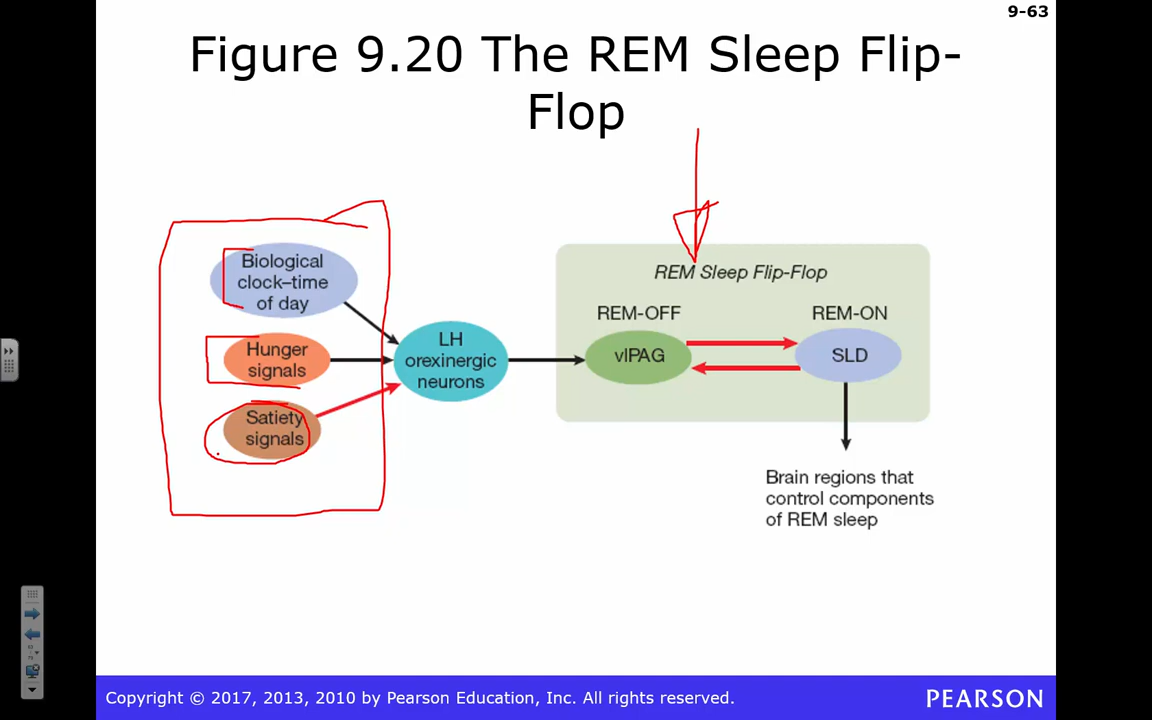 9-63
Figure 9.20 The REM Sleep Flip-
Flop
Biological
clock–time
of day
Hunger
signals
Satiety
signals
LH
orexinergic
neurons
REM Sleep Flip-Flop
REM-OFF
REM-ON
vlPAG
SLD
Brain regions that
control components
of REM sleep
Copyright © 2017, 2013, 2010 by Pearson Education, Inc. All rights reserved.
PEARSON